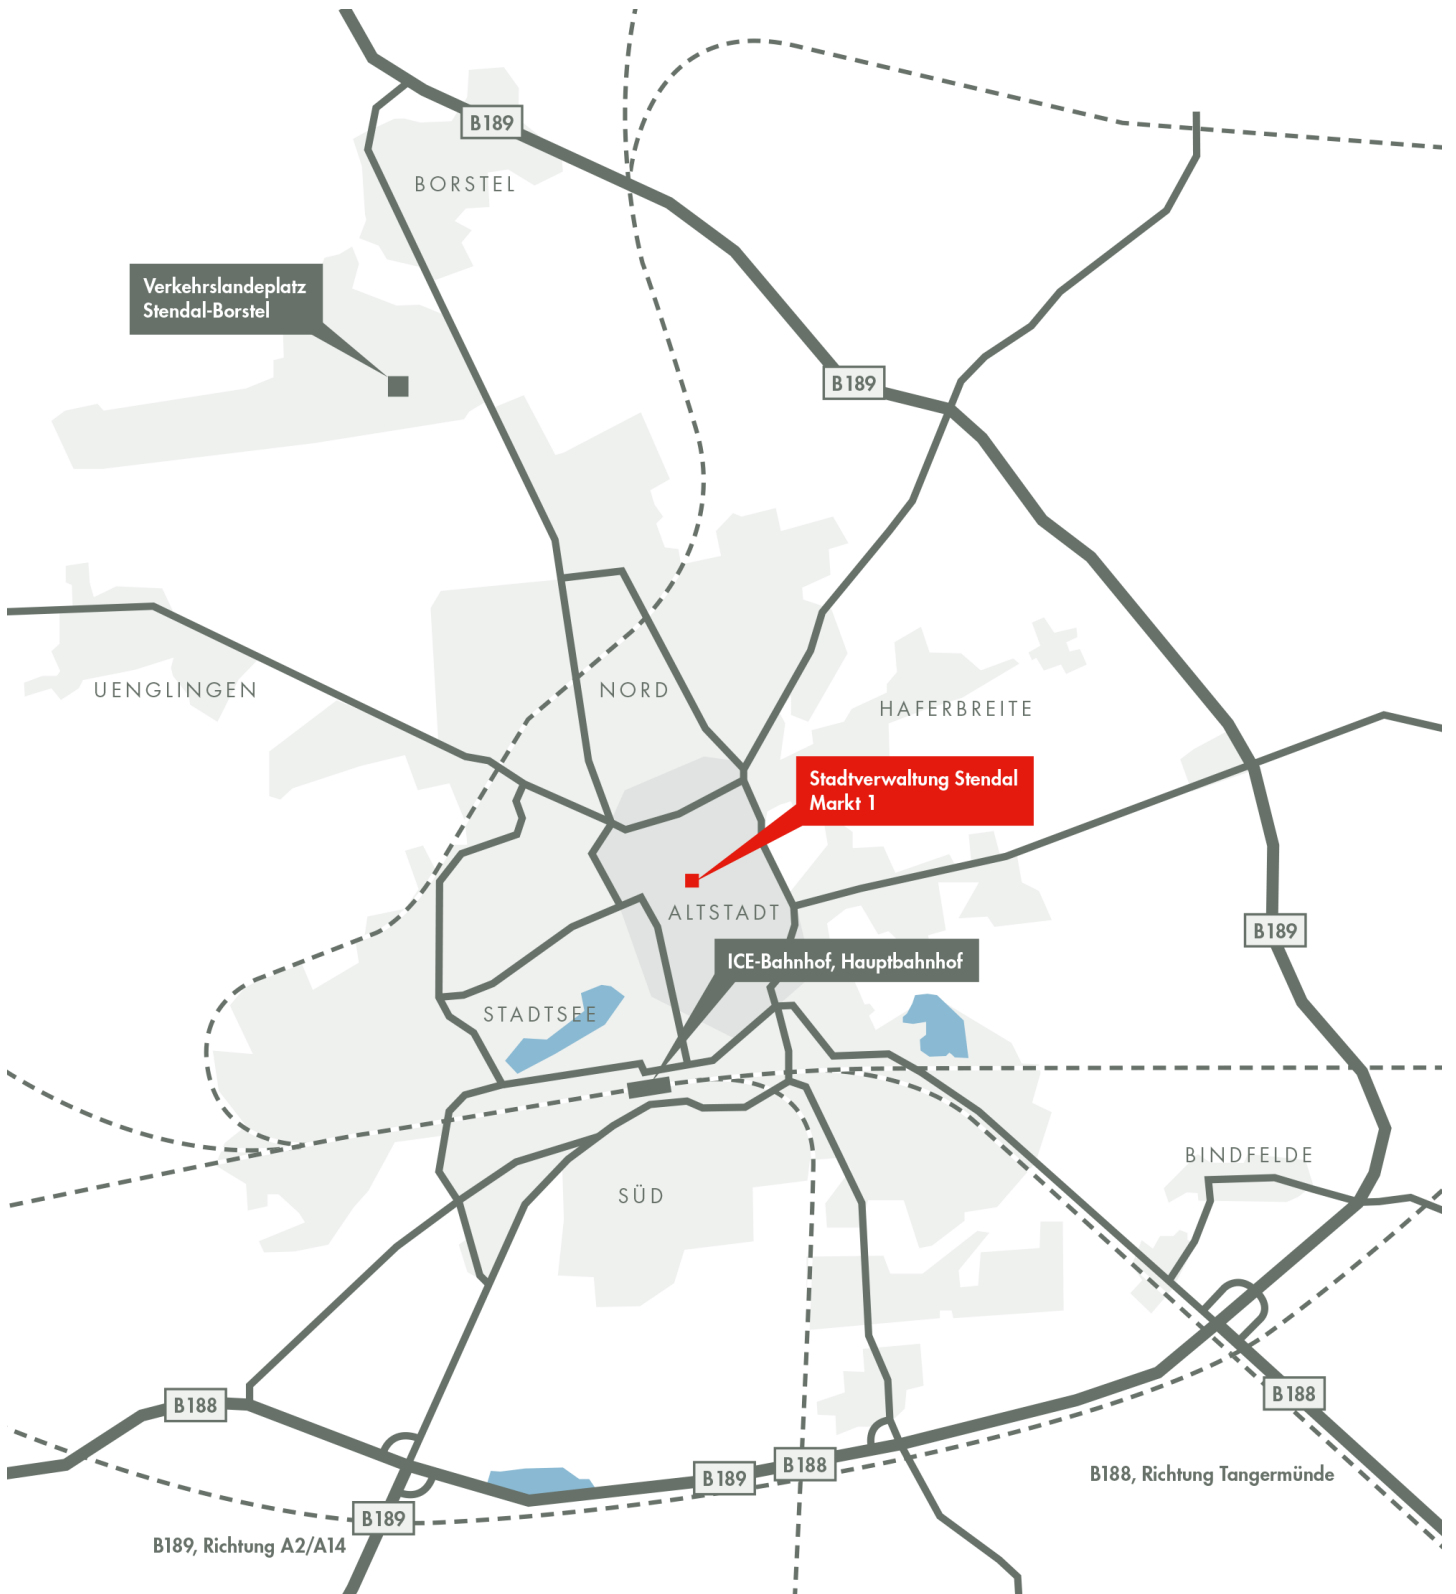 B189
BORSTEL
Verkehrslandeplatz
Stendal-Borstel
B189
UENGLINGEN
NORD
HAFERBREITE
Stadtverwaltung Stendal
Markt 1
ALTSTADT
B189
ICE-Bahnhof, Hauptbahnhof
STADTSEE
BINDFELDE
SÜD
B188
B188
B188
B189
B188, Richtung Tangermünde
B189
B189, Richtung A2/A14